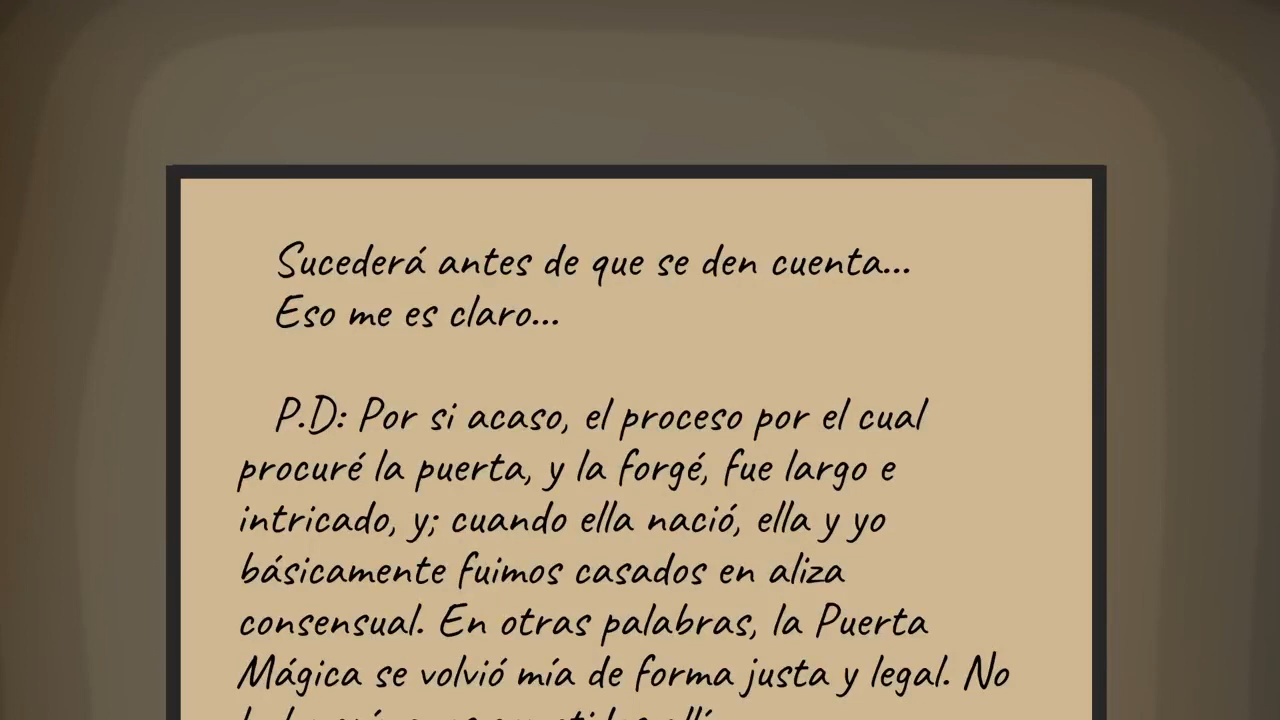 Sucederá antes de que se den cuenta...
Eso me es claro...
P.D: Por si acaso, el proceso por el cual
procuré la puerta, y la forgé, fue largo e
intricado, y; cuando ella nació, ella y yo
básicamente fuimos casados en aliza
consensual. En otras palabras, la Puerta
Mágica se volvió mía de forma justa y legal. No